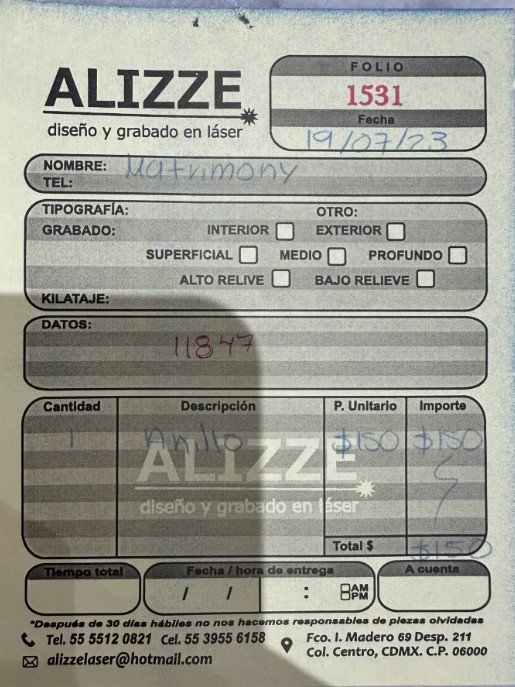 ALIZZE
diseño y grabado en láser
FOLIO
1531
Fecha
19/07/23
NOMBRE: Matrimony
TEL:
TIPOGRAFÍA: OTRO:
GRABADO: INTERIOR EXTERIOR
SUPERFICIAL MEDIO PROFUNDO
ALTO RELIVE BAJO RELIEVE
KILATAJE:
DATOS:
11847
Cantidad Descripción P. Unitario Importe
1 Anillo $150 $150
ALIZZE
diseño y grabado en láser
Total $ $150
Tiempo total Fecha / hora de entrega A cuenta
/ / : AM
PM
*Después de 30 días hábiles no nos hacemos responsables de piezas olvidadas
Tel. 55 5512 0821 Cel. 55 3955 6158 Fco. I. Madero 69 Desp. 211
alizzelaser@hotmail.com Col. Centro, CDMX. C.P. 06000